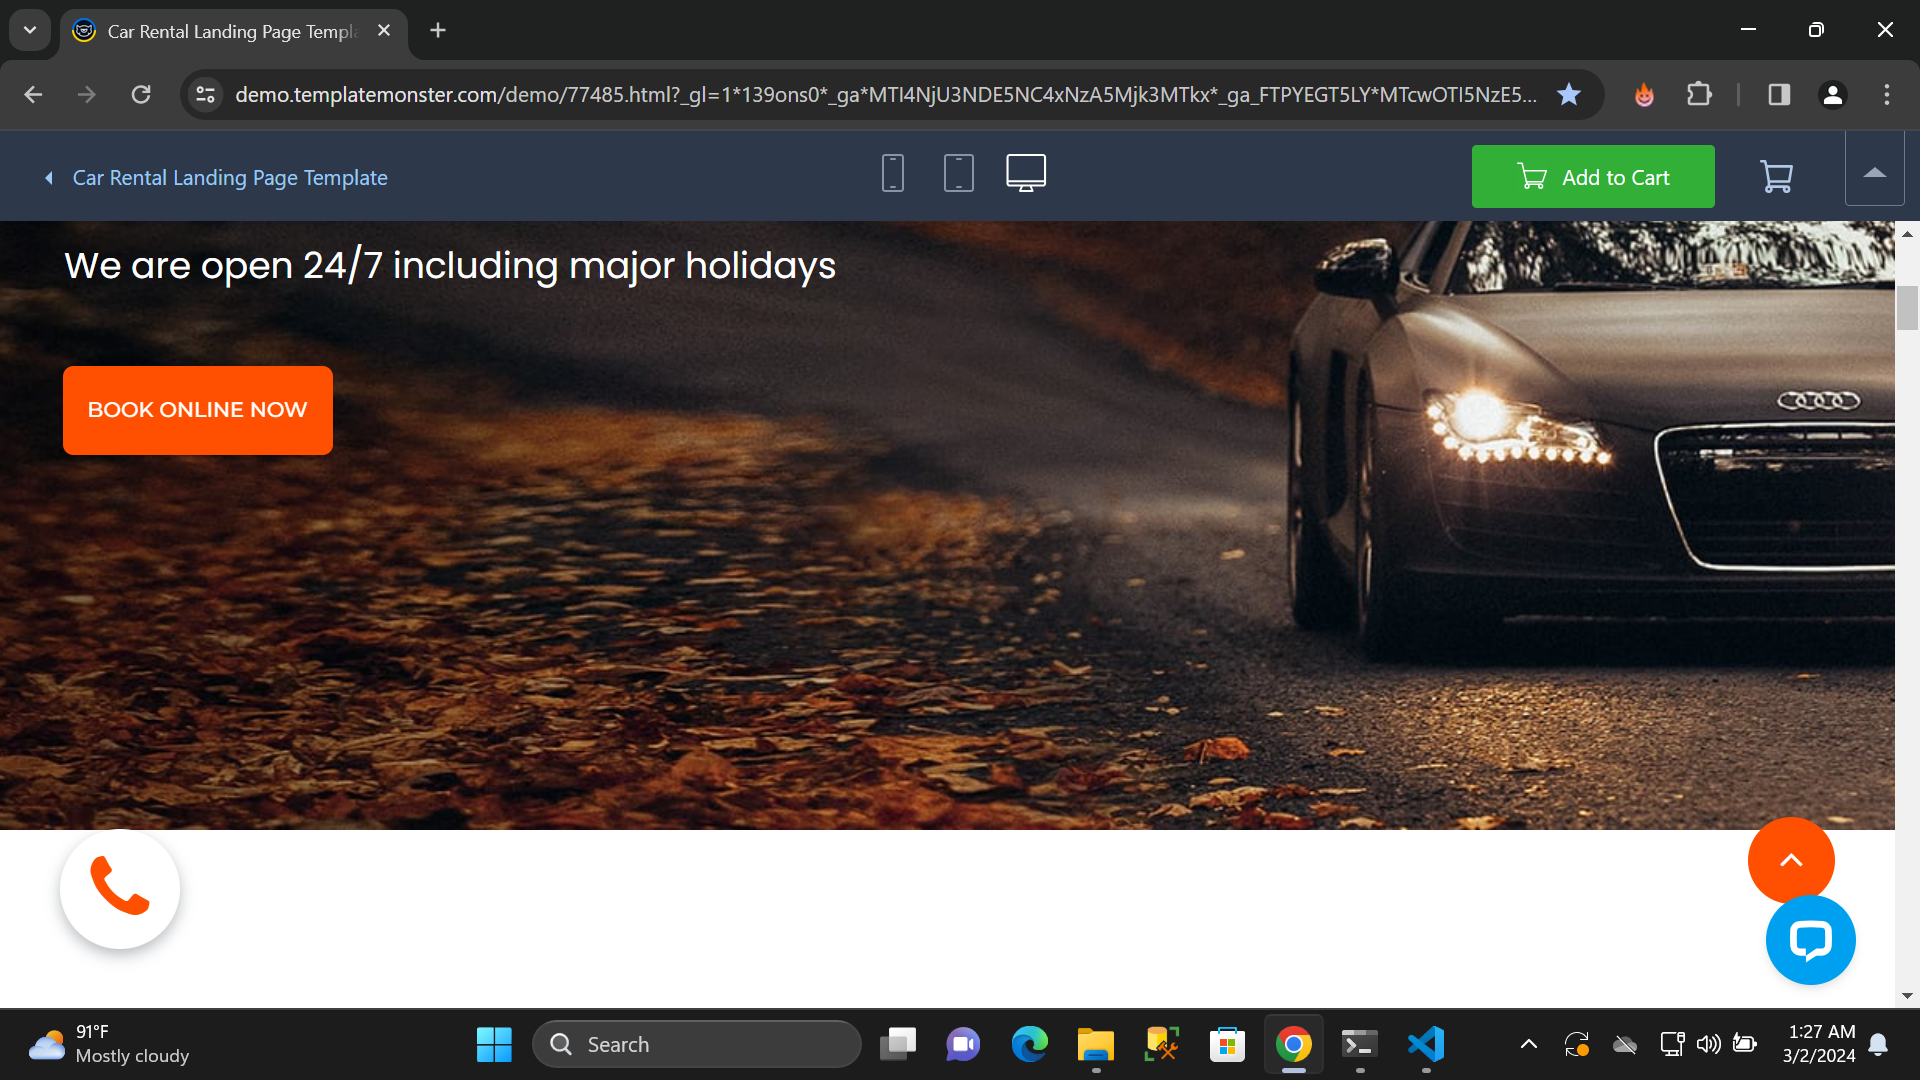 Car Rental Landing Page Templ
demo.templatemonster.com/demo/77485.html?_gl=1*139ons0*_ga*MTI4NjU3NDE5NC4xNzA5Mjk3MTkx*_ga_FTPYEGT5LY*MTcwOTI5NzE5...
Car Rental Landing Page Template
Add to Cart
We are open 24/7 including major holidays
BOOK ONLINE NOW
91°F
Mostly cloudy
Search
1:27 AM
3/2/2024